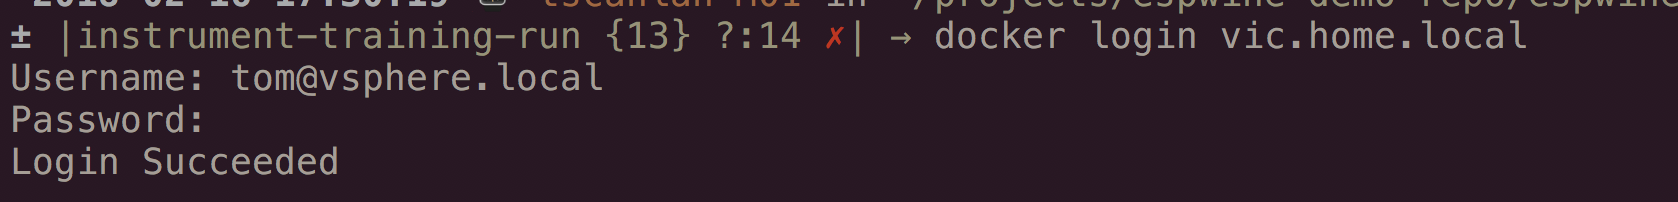 ± |instrument-training-run {13} ?:14 ✗| → docker login vic.home.local
Username: tom@vsphere.local
Password:
Login Succeeded